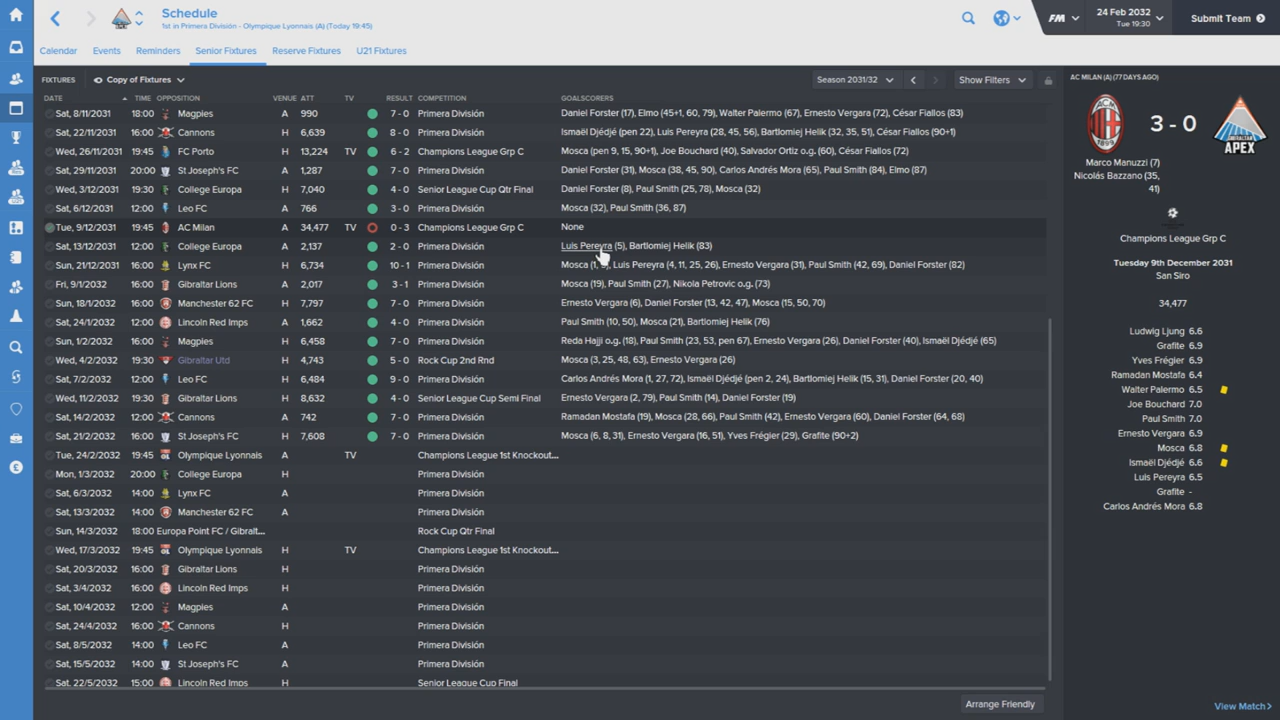 Schedule
1st in Primera División - Olympique Lyonnais (A) (Today 19:45)
FM
24 Feb 2032
Tue 19:30
Submit Team
Calendar Events Reminders Senior Fixtures Reserve Fixtures U21 Fixtures
FIXTURES Copy of Fixtures Season 2031/32 Show Filters
DATE TIME OPPOSITION VENUE ATT TV RESULT COMPETITION GOALSCORERS
Sat, 8/11/2031 18:00 Magpies A 990 7 - 0 Primera División Daniel Forster (17), Elmo (45+1, 60, 79), Walter Palermo (67), Ernesto Vergara (72), César Fiallos (83)
Sat, 22/11/2031 16:00 Cannons A 6,639 8 - 0 Primera División Ismaël Djédjé (pen 22), Luis Pereyra (28, 45, 56), Bartlomiej Helik (32, 35, 51), César Fiallos (90+1)
Wed, 26/11/2031 19:45 FC Porto H 13,224 TV 6 - 2 Champions League Grp C Mosca (pen 9, 15, 90+1), Joe Bouchard (40), Salvador Ortiz o.g. (60), César Fiallos (72)
Sat, 29/11/2031 20:00 St Joseph's FC A 1,287 7 - 0 Primera División Daniel Forster (31), Mosca (38, 45, 90), Carlos Andrés Mora (65), Paul Smith (84), Elmo (87)
Wed, 3/12/2031 19:30 College Europa H 7,040 4 - 0 Senior League Cup Qtr Final Daniel Forster (8), Paul Smith (25, 78), Mosca (32)
Sat, 6/12/2031 12:00 Leo FC A 766 3 - 0 Primera División Mosca (32), Paul Smith (36, 87)
Tue, 9/12/2031 19:45 AC Milan A 34,477 TV 0 - 3 Champions League Grp C None
Sat, 13/12/2031 12:00 College Europa A 2,137 2 - 0 Primera División Luis Pereyra (5), Bartlomiej Helik (83)
Sun, 21/12/2031 16:00 Lynx FC H 6,734 10 - 1 Primera División Mosca (1, Luis Pereyra (4, 11, 25, 26), Ernesto Vergara (31), Paul Smith (42, 69), Daniel Forster (82)
Fri, 9/1/2032 16:00 Gibraltar Lions A 2,017 3 - 1 Primera División Mosca (19), Paul Smith (27), Nikola Petrovic o.g. (73)
Sun, 18/1/2032 16:00 Manchester 62 FC H 7,797 7 - 0 Primera División Ernesto Vergara (6), Daniel Forster (13, 42, 47), Mosca (15, 50, 70)
Sat, 24/1/2032 12:00 Lincoln Red Imps A 1,662 4 - 0 Primera División Paul Smith (10, 50), Mosca (21), Bartlomiej Helik (76)
Sun, 1/2/2032 16:00 Magpies H 6,458 7 - 0 Primera División Reda Hajji o.g. (18), Paul Smith (23, 53, pen 67), Ernesto Vergara (26), Daniel Forster (40), Ismaël Djédjé (65)
Wed, 4/2/2032 19:30 Gibraltar Utd H 4,743 5 - 0 Rock Cup 2nd Rnd Mosca (3, 25, 48, 63), Ernesto Vergara (26)
Sat, 7/2/2032 12:00 Leo FC H 6,484 9 - 0 Primera División Carlos Andrés Mora (1, 27, 72), Ismaël Djédjé (pen 2, 24), Bartlomiej Helik (15, 31), Daniel Forster (20, 40)
Wed, 11/2/2032 19:30 Gibraltar Lions H 8,632 4 - 0 Senior League Cup Semi Final Ernesto Vergara (2, 79), Paul Smith (14), Daniel Forster (19)
Sat, 14/2/2032 12:00 Cannons A 742 7 - 0 Primera División Ramadan Mostafa (19), Mosca (28, 66), Paul Smith (42), Ernesto Vergara (60), Daniel Forster (64, 68)
Sat, 21/2/2032 16:00 St Joseph's FC H 7,608 7 - 0 Primera División Mosca (6, 8, 31), Ernesto Vergara (16, 51), Yves Frégier (29), Grafite (90+2)
Tue, 24/2/2032 19:45 Olympique Lyonnais A TV Champions League 1st Knockout...
Mon, 1/3/2032 20:00 College Europa H Primera División
Sat, 6/3/2032 14:00 Lynx FC A Primera División
Sat, 13/3/2032 14:00 Manchester 62 FC A Primera División
Sun, 14/3/2032 18:00 Europa Point FC / Gibralt... Rock Cup Qtr Final
Wed, 17/3/2032 19:45 Olympique Lyonnais H TV Champions League 1st Knockout...
Sat, 20/3/2032 16:00 Gibraltar Lions H Primera División
Sat, 3/4/2032 16:00 Lincoln Red Imps H Primera División
Sat, 10/4/2032 12:00 Magpies A Primera División
Sat, 24/4/2032 16:00 Cannons H Primera División
Sat, 8/5/2032 14:00 Leo FC A Primera División
Sat, 15/5/2032 14:00 St Joseph's FC A Primera División
Sat, 22/5/2032 15:00 Lincoln Red Imps H Senior League Cup Final
Arrange Friendly
AC MILAN (A) (77 DAYS AGO)
ACM
1899
3 - 0
APEX
Marco Manuzzi (7)
Nicolás Bazzano (35,
41)
Champions League Grp C
Tuesday 9th December 2031
San Siro
34,477
Ludwig Ljung 6.6
Grafite 6.9
Yves Frégier 6.9
Ramadan Mostafa 6.4
Walter Palermo 6.5
Joe Bouchard 7.0
Paul Smith 7.0
Ernesto Vergara 6.9
Mosca 6.8
Ismaël Djédjé 6.6
Luis Pereyra 6.5
Grafite -
Carlos Andrés Mora 6.8
View Match>